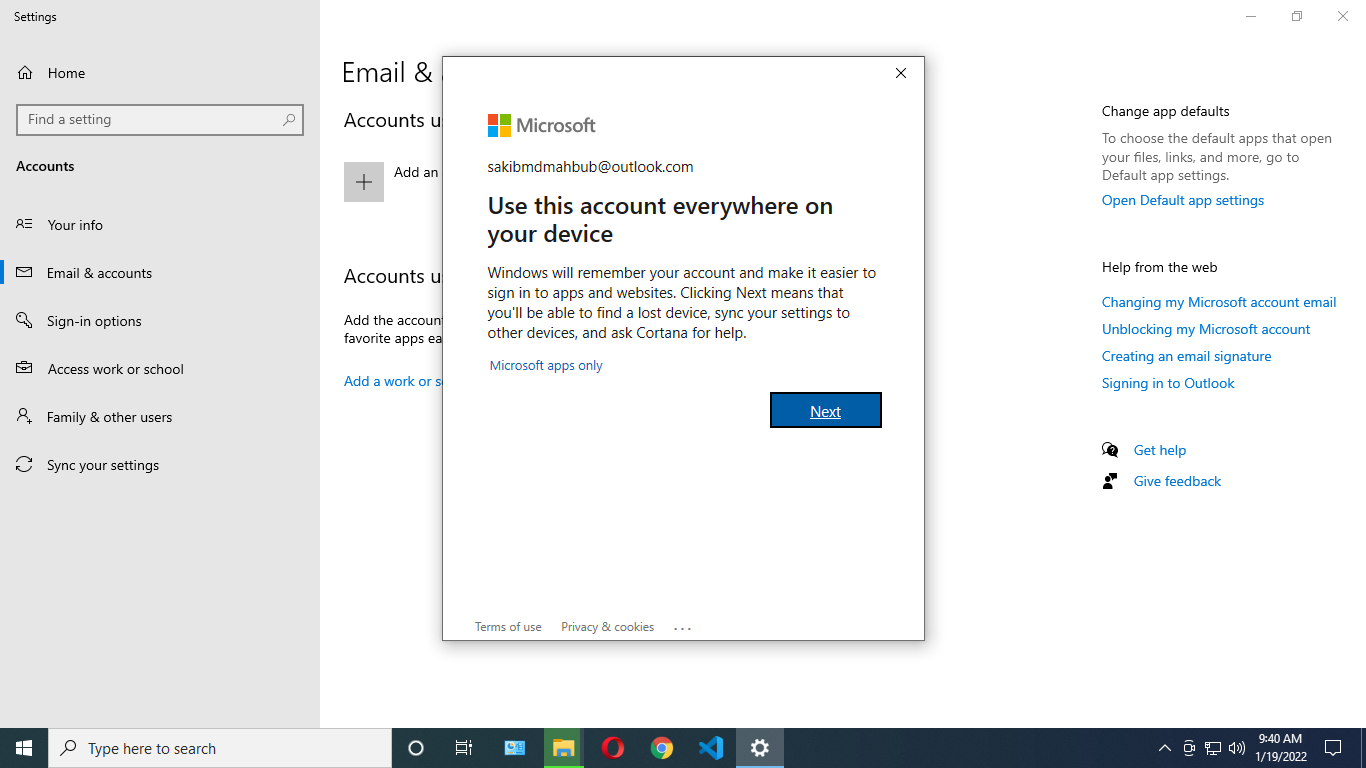 Settings
Home
Find a setting
Accounts
Your info
Email & accounts
Sign-in options
Access work or school
Family & other users
Sync your settings
Email &
Accounts
Add an
Accounts
Add the
favorite apps
Add a work or
Microsoft
sakibmdmahbub@outlook.com
Use this account everywhere on
your device
Windows will remember your account and make it easier to
sign in to apps and websites. Clicking Next means that
you'll be able to find a lost device, sync your settings to
other devices, and ask Cortana for help.
Microsoft apps only
Next
Terms of use Privacy & cookies ...
Change app defaults
To choose the default apps that open
your files, links, and more, go to
Default app settings.
Open Default app settings
Help from the web
Changing my Microsoft account email
Unblocking my Microsoft account
Creating an email signature
Signing in to Outlook
Get help
Give feedback
Type here to search
9:40 AM
1/19/2022